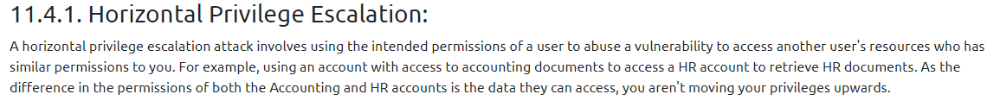 11.4.1. Horizontal Privilege Escalation:
A horizontal privilege escalation attack involves using the intended permissions of a user to abuse a vulnerability to access another user's resources who has
similar permissions to you. For example, using an account with access to accounting documents to access a HR account to retrieve HR documents. As the
difference in the permissions of both the Accounting and HR accounts is the data they can access, you aren't moving your privileges upwards.